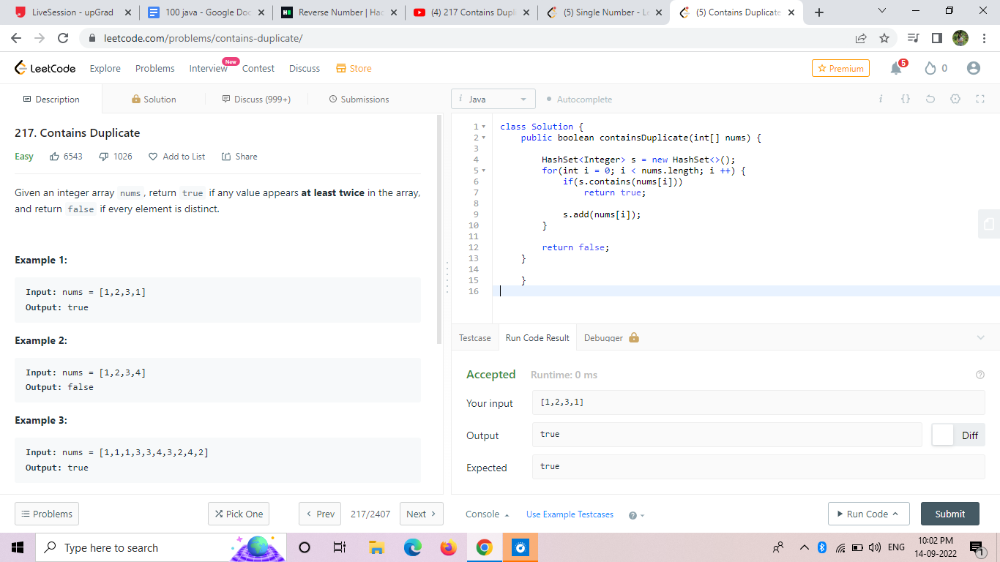 LiveSession - upGrad
100 java - Google Doc
Reverse Number | Hac
(4) 217 Contains Dupli
(5) Single Number - Le
(5) Contains Duplicate
leetcode.com/problems/contains-duplicate/
LeetCode
Explore
Problems
Interview
New
Contest
Discuss
Store
Premium
5
0
Description
Solution
Discuss (999+)
Submissions
i Java
Autocomplete
i {}
217. Contains Duplicate
Easy
6543
1026
Add to List
Share
Given an integer array nums, return true if any value appears at least twice in the array,
and return false if every element is distinct.
Example 1:
Input: nums = [1,2,3,1]
Output: true
Example 2:
Input: nums = [1,2,3,4]
Output: false
Example 3:
Input: nums = [1,1,1,3,3,4,3,2,4,2]
Output: true
1 class Solution {
2 public boolean containsDuplicate(int[] nums) {
3
4 HashSet<Integer> s = new HashSet<>();
5 for(int i = 0; i < nums.length; i ++) {
6 if(s.contains(nums[i]))
7 return true;
8
9 s.add(nums[i]);
10 }
11
12 return false;
13 }
14
15 }
16
Testcase
Run Code Result
Debugger
Accepted
Runtime: 0 ms
Your input
[1,2,3,1]
Output
true
Diff
Expected
true
Problems
Pick One
Prev
217/2407
Next
Console
Use Example Testcases
Run Code
Submit
Type here to search
ENG
10:02 PM
14-09-2022
1